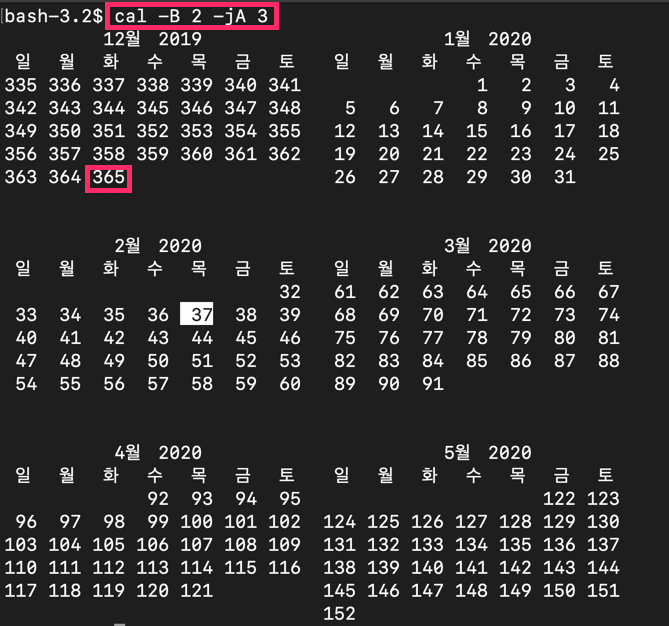 [bash-3.2$ cal -B 2 -jA 3
12월 2019 1월 2020
일 월 화 수 목 금 토 일 월 화 수 목 금 토
335 336 337 338 339 340 341 1 2 3 4
342 343 344 345 346 347 348 5 6 7 8 9 10 11
349 350 351 352 353 354 355 12 13 14 15 16 17 18
356 357 358 359 360 361 362 19 20 21 22 23 24 25
363 364 365 26 27 28 29 30 31
2월 2020 3월 2020
일 월 화 수 목 금 토 일 월 화 수 목 금 토
32 61 62 63 64 65 66 67
33 34 35 36 37 38 39 68 69 70 71 72 73 74
40 41 42 43 44 45 46 75 76 77 78 79 80 81
47 48 49 50 51 52 53 82 83 84 85 86 87 88
54 55 56 57 58 59 60 89 90 91
4월 2020 5월 2020
일 월 화 수 목 금 토 일 월 화 수 목 금 토
92 93 94 95 122 123
96 97 98 99 100 101 102 124 125 126 127 128 129 130
103 104 105 106 107 108 109 131 132 133 134 135 136 137
110 111 112 113 114 115 116 138 139 140 141 142 143 144
117 118 119 120 121 145 146 147 148 149 150 151
152